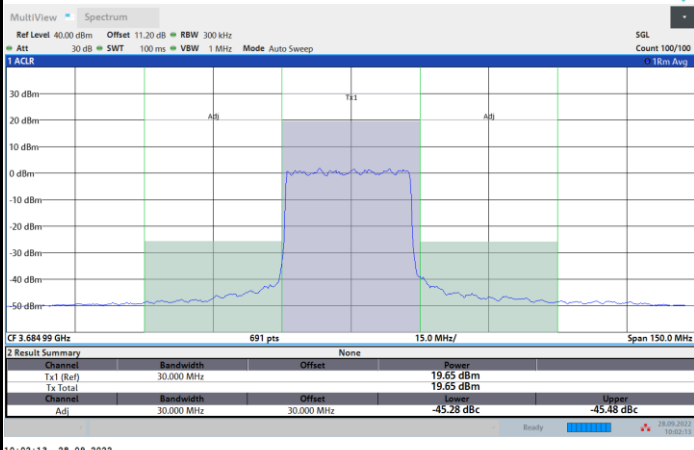 MultiView Spectrum
Ref Level 40.00 dBm Offset 11.20 dB RBW 300 kHz SGL
Att 30 dB SWT 100 ms VBW 1 MHz Mode Auto Sweep Count 100/100
1 ACLR 1Rm Avg
30 dBm
Tx1
20 dBm
Adj Adj
10 dBm
0 dBm
-10 dBm
-20 dBm
-30 dBm
-40 dBm
-50 dBm
CF 3.684 99 GHz 691 pts 15.0 MHz/ Span 150.0 MHz
2 Result Summary None
Channel Bandwidth Offset Power
Tx1 (Ref) 30.000 MHz 19.65 dBm
Tx Total 19.65 dBm
Channel Bandwidth Offset Lower Upper
Adj 30.000 MHz 30.000 MHz -45.28 dBc -45.48 dBc
Ready 28.09.2022
10:02:13
10:02:13 28.09.2022